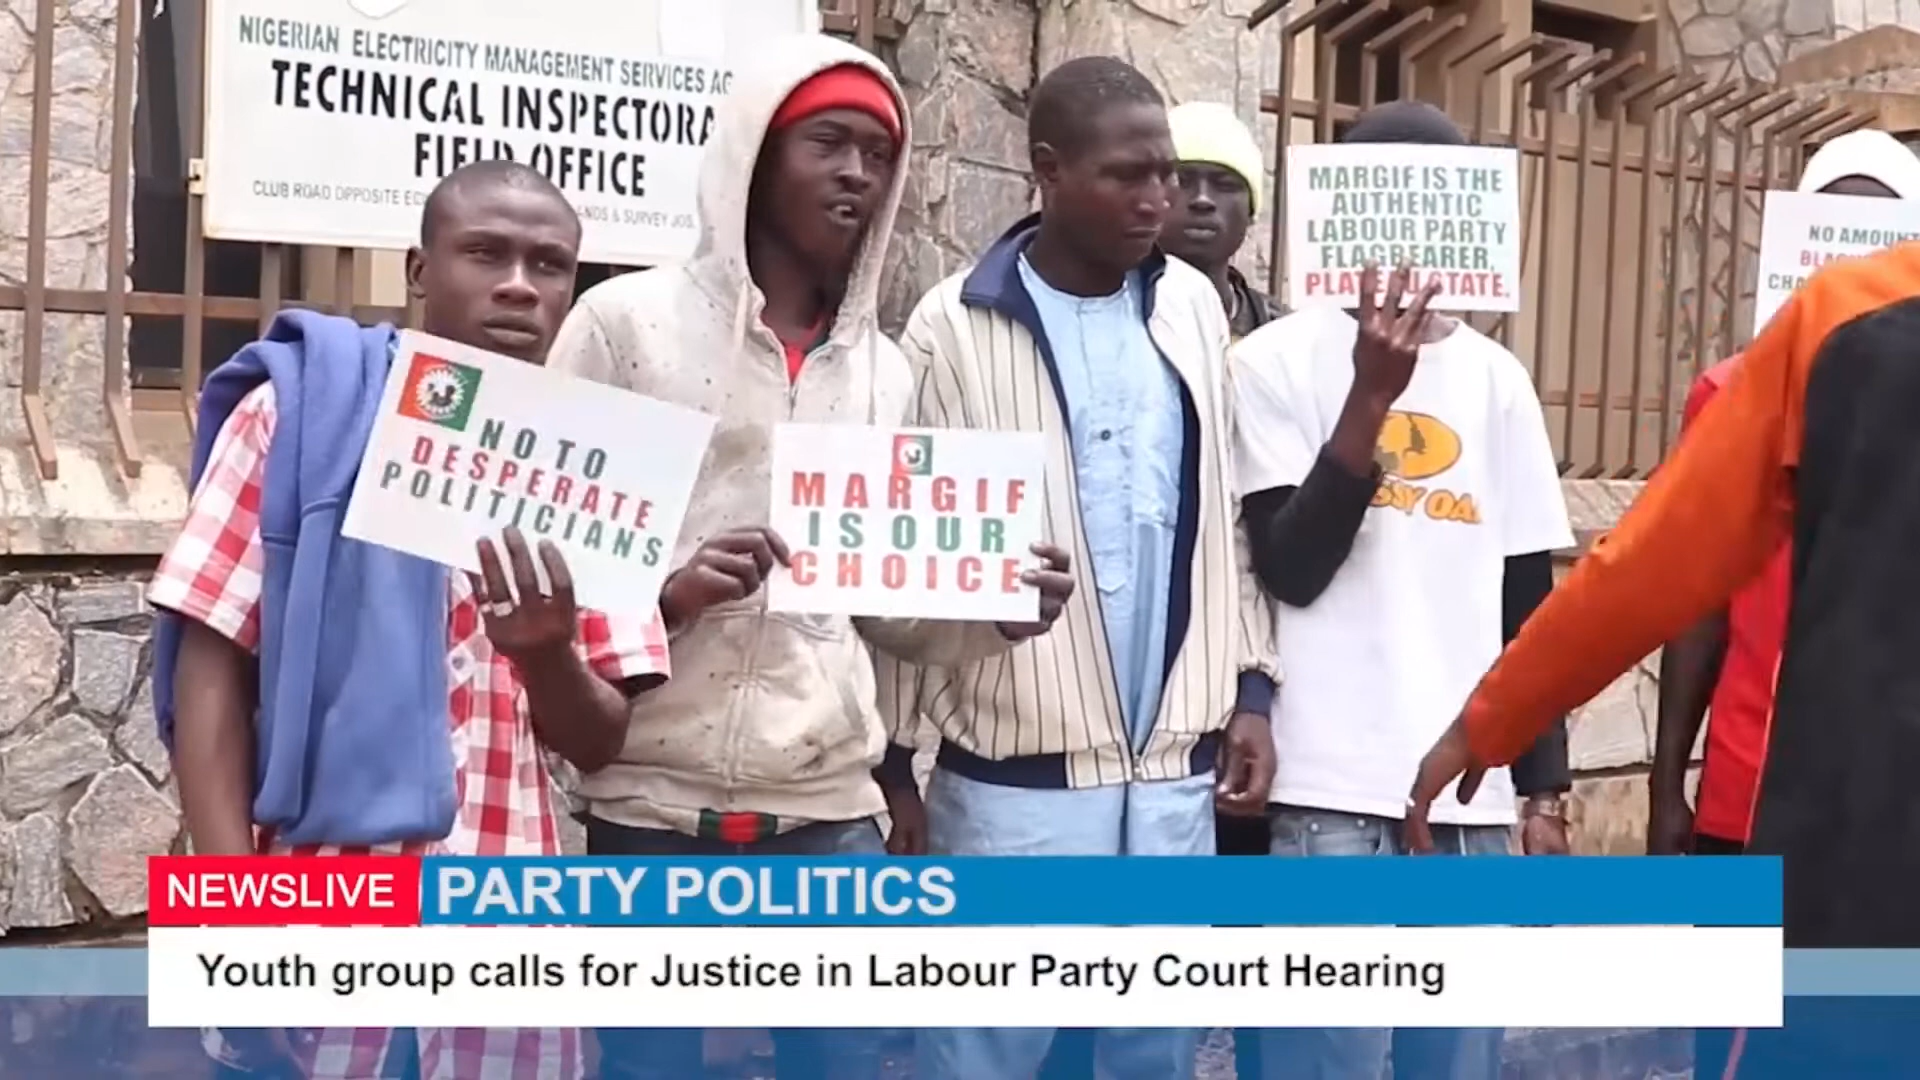 NIGERIAN ELECTRICITY MANAGEMENT SERVICES
TECHNICAL
FIELD OFFICE
CLUB ROAD OPPOSITE
& SURVEY JOS.
NO TO
DESPERATE
POLITICIANS
MARGIF
IS OUR
CHOICE
MARGIF IS THE
AUTHENTIC
LABOUR PARTY
FLAGBEARER,
PLATEAU STATE.
NO AMOUNT
NEWSLIVE
PARTY POLITICS
Youth group calls for Justice in Labour Party Court Hearing